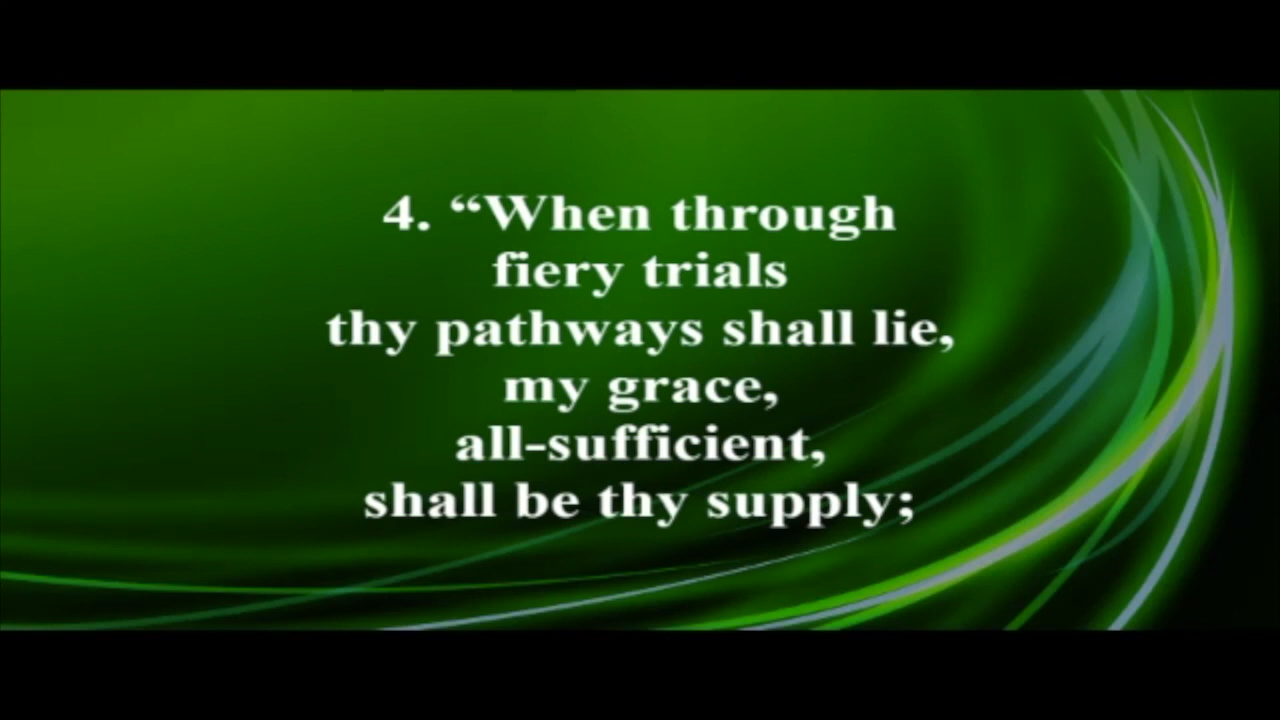 4. “When through
fiery trials
thy pathways shall lie,
my grace,
all-sufficient,
shall be thy supply;